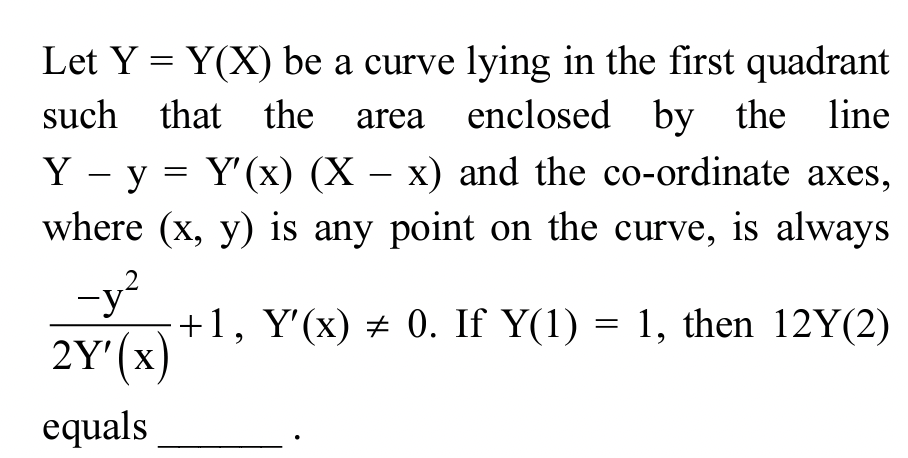 Let Y = Y(X) be a curve lying in the first quadrant
such that the area enclosed by the line
Y – y = Y′(x) (X – x) and the co-ordinate axes,
where (x, y) is any point on the curve, is always
−y²/2Y′(x) +1, Y′(x) ≠ 0. If Y(1) = 1, then 12Y(2)
equals ______ .